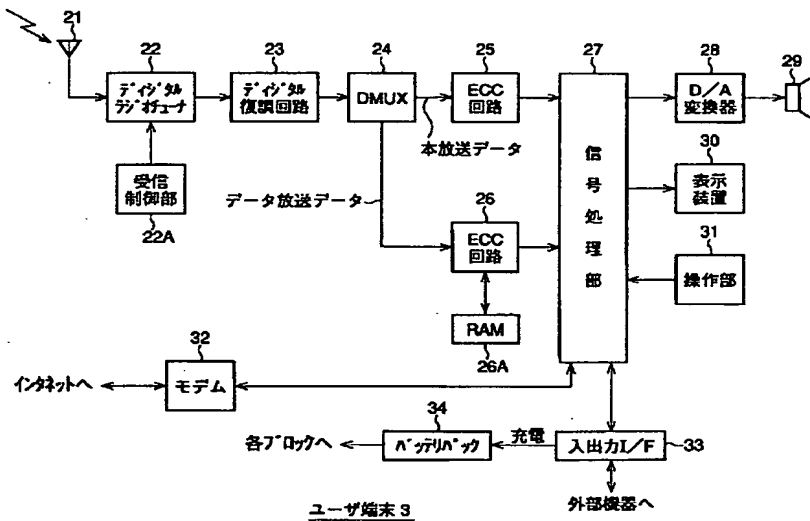 21
22
23
24
25
27
28
29
ディジタル
ラジオチューナ
ディジタル
復調回路
DMUX
ECC
回路
信号処理部
D/A
変換器
本放送データ
30
受信
制御部
22A
データ放送データ
26
ECC
回路
表示
装置
31
操作部
RAM
26A
32
インタネットへ
モデム
34
各ブロックへ
バッテリパック
充電
入出力I/F
33
外部機器へ
ユーザ端末3